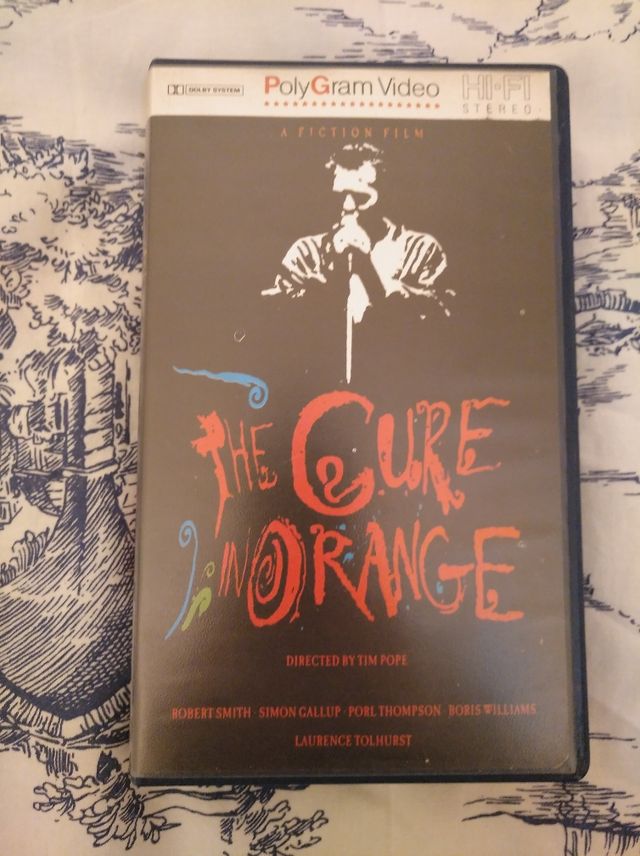 DOLBY SYSTEM PolyGram Video HI-FI
STEREO
A FICTION FILM
THE CURE
IN ORANGE
DIRECTED BY TIM POPE
ROBERT SMITH · SIMON GALLUP · PORL THOMPSON · BORIS WILLIAMS
LAURENCE TOLHURST